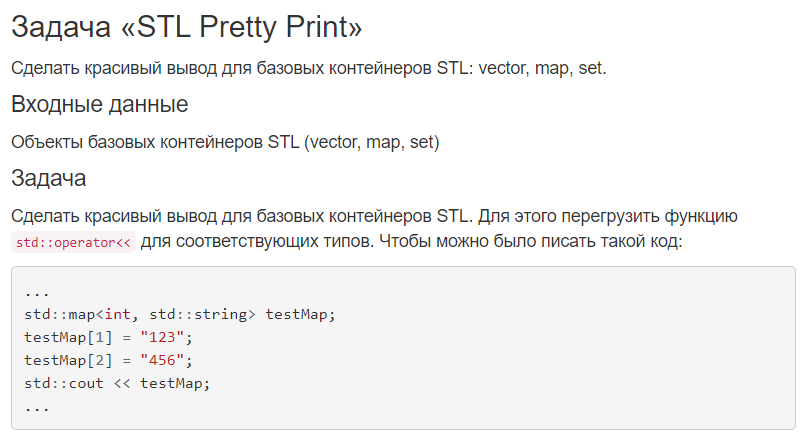 Задача «STL Pretty Print»
Сделать красивый вывод для базовых контейнеров STL: vector, map, set.
Входные данные
Объекты базовых контейнеров STL (vector, map, set)
Задача
Сделать красивый вывод для базовых контейнеров STL. Для этого перегрузить функцию
std::operator<< для соответствующих типов. Чтобы можно было писать такой код:
...
std::map<int, std::string> testMap;
testMap[1] = "123";
testMap[2] = "456";
std::cout << testMap;
...